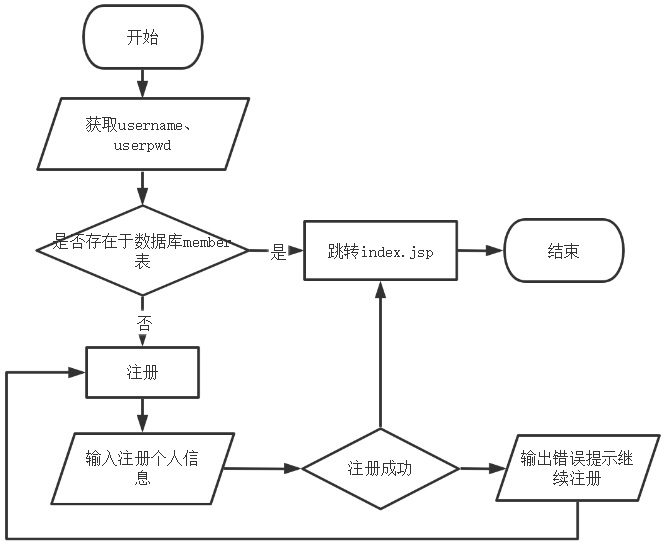 开始
获取username、
userpwd
是否存在于数据库member
表
是
跳转index.jsp
结束
否
注册
输入注册个人信
息
注册成功
输出错误提示继
续注册